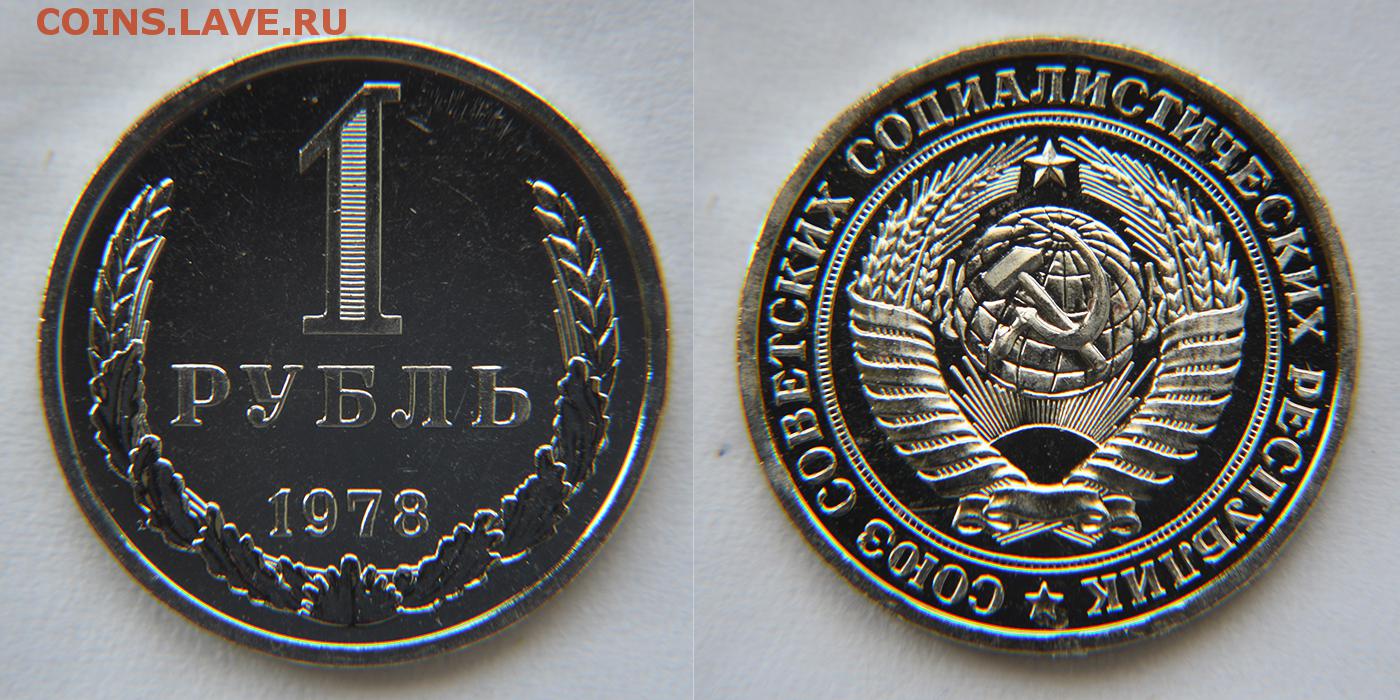 COINS.LAVE.RU
1
РУБЛЬ
1978
СОЮЗ СОВЕТСКИХ СОЦИАЛИСТИЧЕСКИХ РЕСПУБЛИК